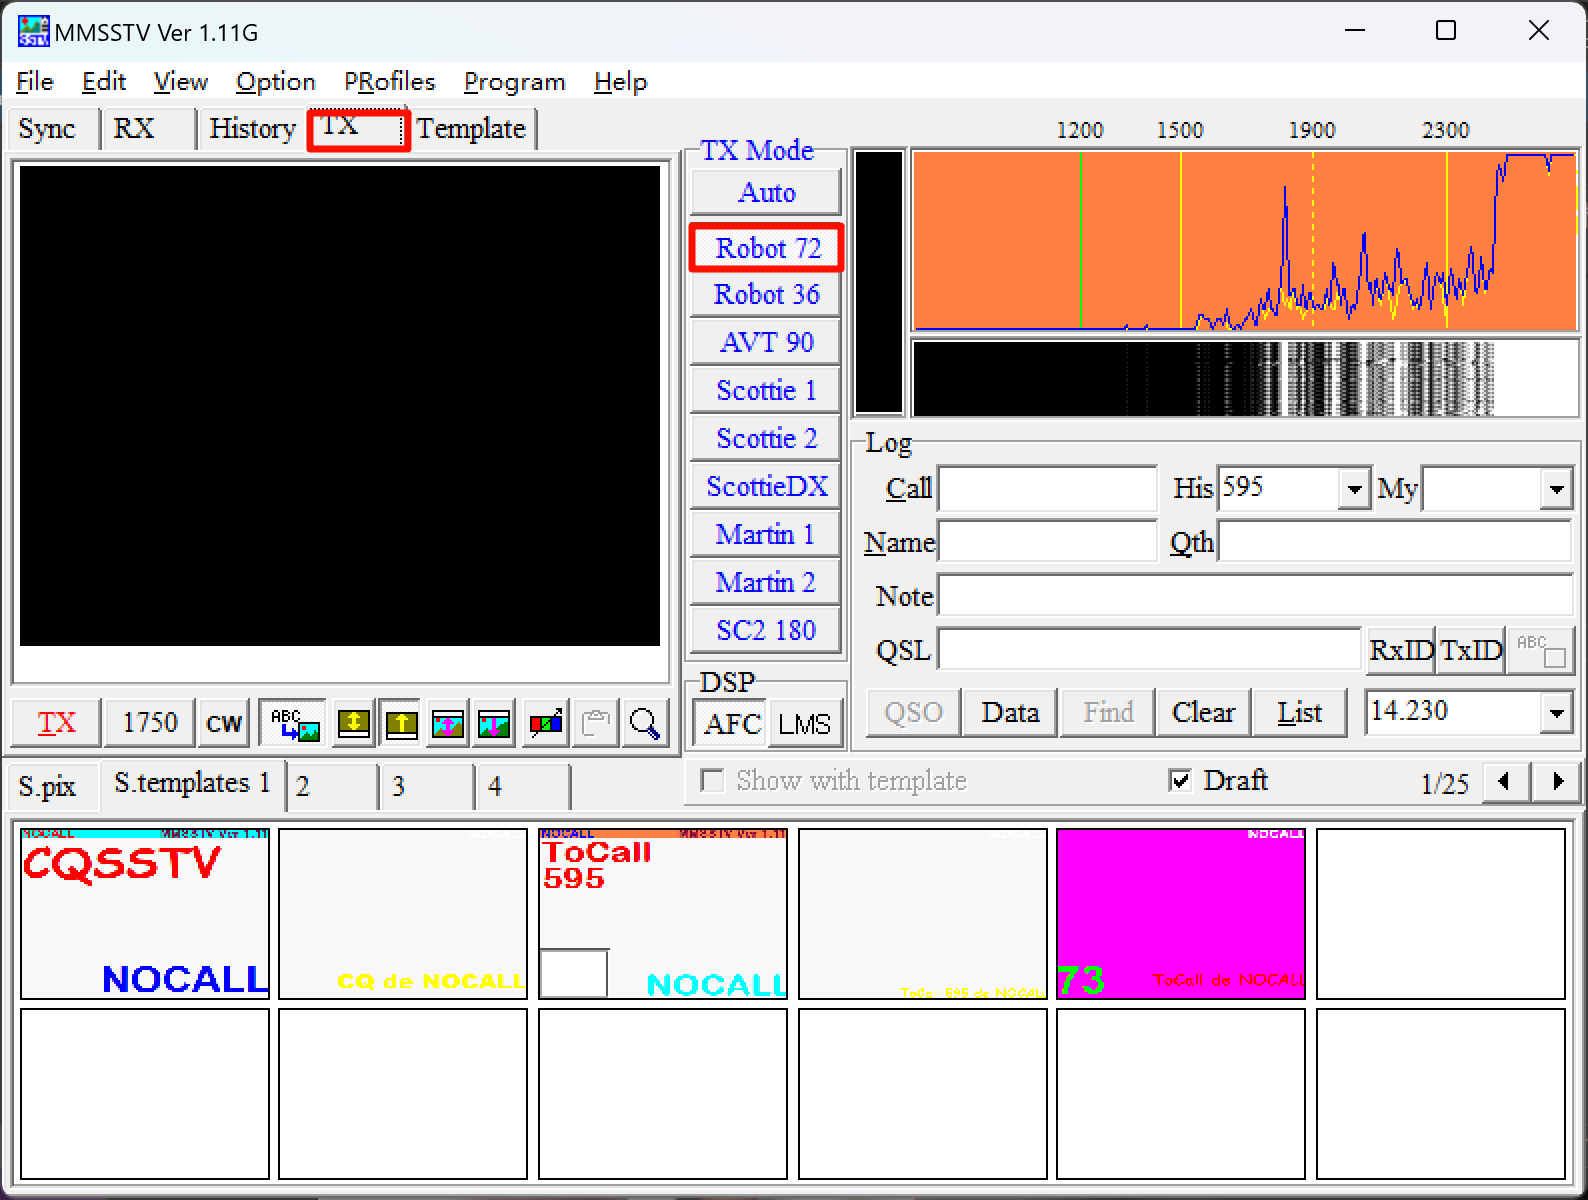 MMSSTV Ver 1.11G
File Edit View Option PRofiles Program Help
Sync RX History TX Template
1200 1500 1900 2300
TX Mode
Auto
Robot 72
Robot 36
AVT 90
Scottie 1
Scottie 2
ScottieDX
Martin 1
Martin 2
SC2 180
DSP
AFC LMS
Log
Call His 595 My
Name Qth
Note
QSL RxID TxID ABC
QSO Data Find Clear List 14.230
TX 1750 CW ABC
Show with template Draft 1/25
S.pix S.templates 1 2 3 4
NOCALL MMSSTV Ver 1.11
CQSSTV
NOCALL
CQ de NOCALL
NOCALL MMSSTV Ver 1.11
ToCall
595
NOCALL
ToCall 595 de NOCALL
NOCALL
73 ToCall de NOCALL